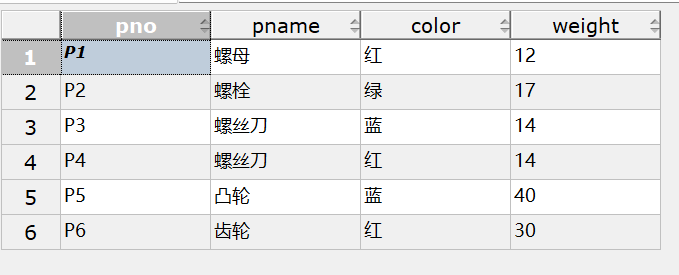 pno pname color weight
1 P1 螺母 红 12
2 P2 螺栓 绿 17
3 P3 螺丝刀 蓝 14
4 P4 螺丝刀 红 14
5 P5 凸轮 蓝 40
6 P6 齿轮 红 30